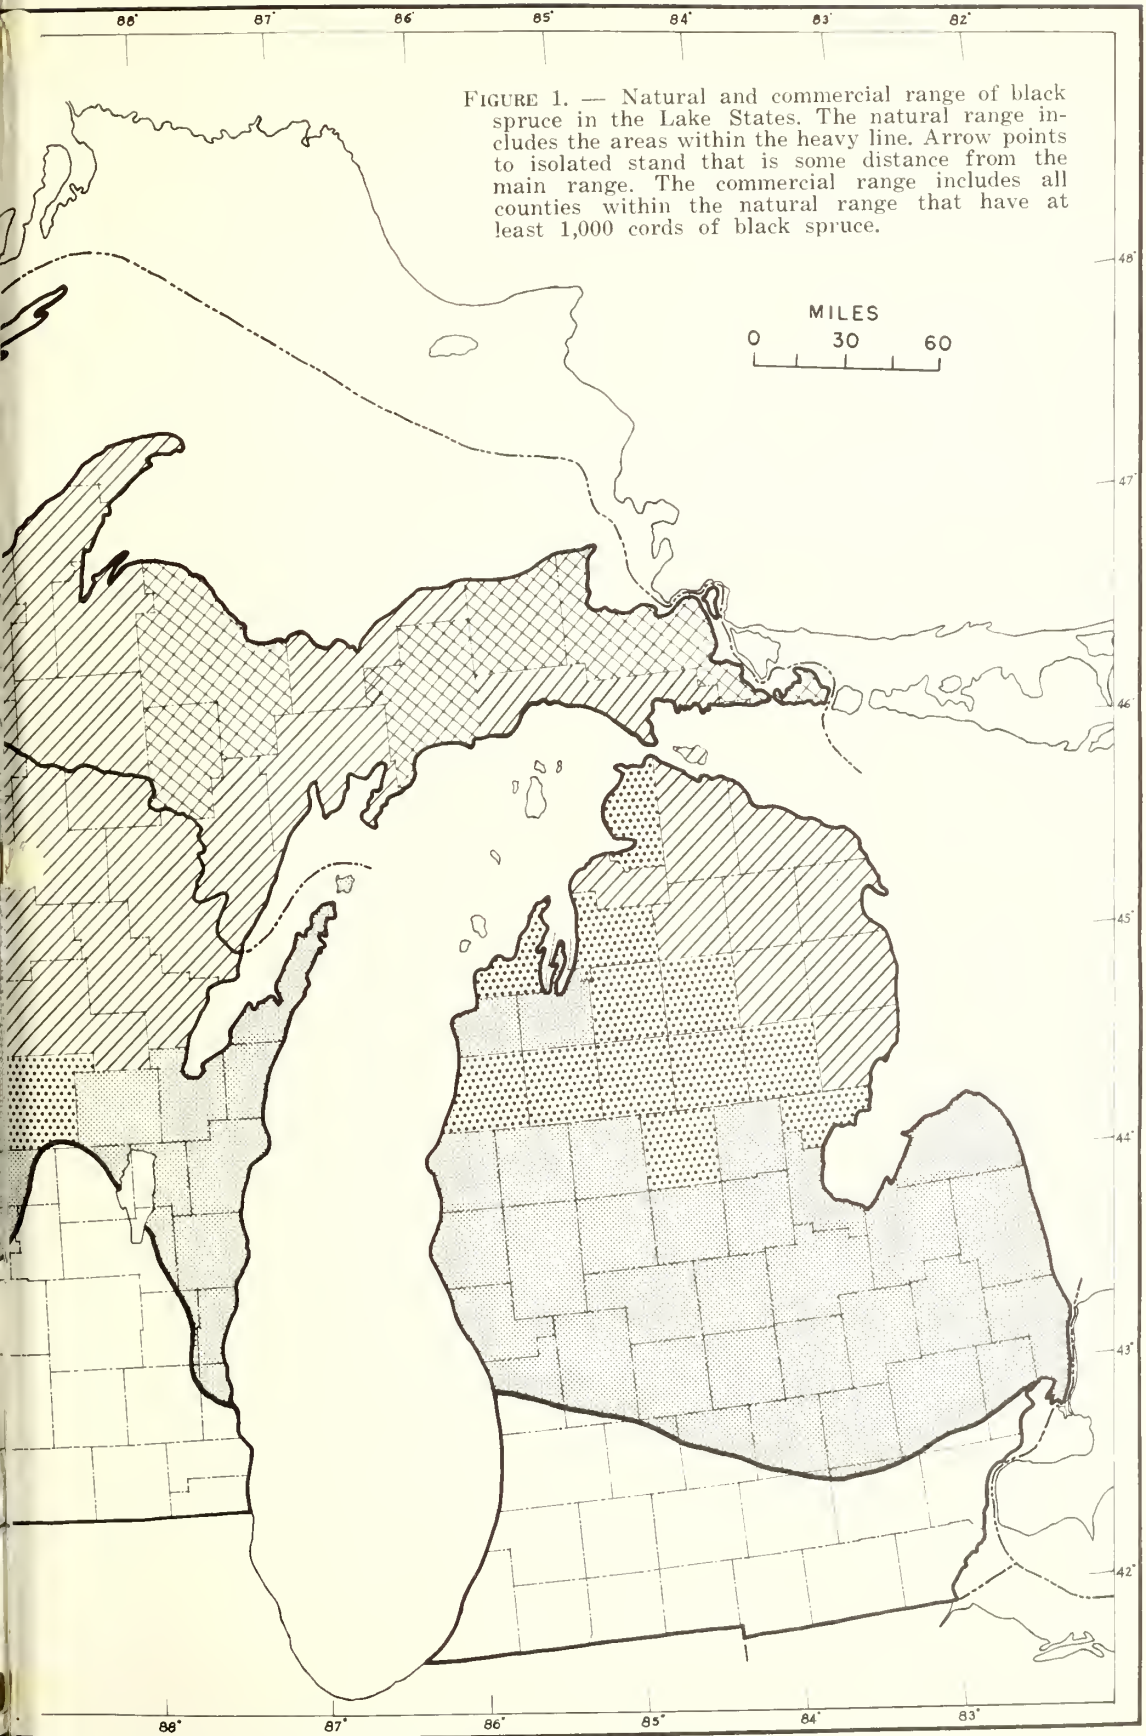 88° 87° 86° 85° 84° 83° 82°
FIGURE 1. — Natural and commercial range of black
spruce in the Lake States. The natural range in-
cludes the areas within the heavy line. Arrow points
to isolated stand that is some distance from the
main range. The commercial range includes all
counties within the natural range that have at
least 1,000 cords of black spruce.
48°
MILES
0 30 60
47°
46°
45°
44°
43°
42°
88° 87° 86° 85° 84° 83°